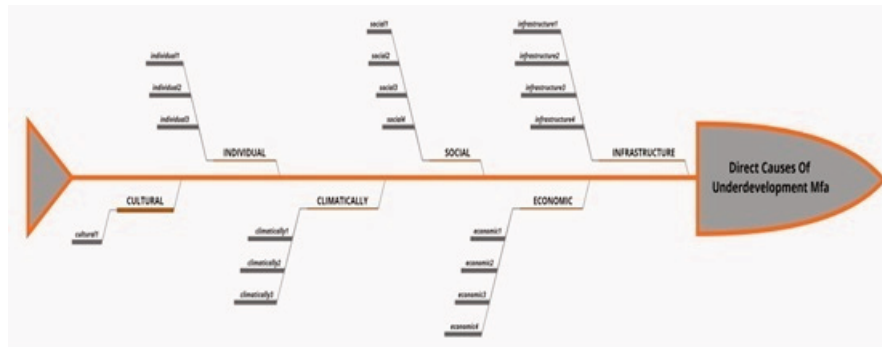 social1
social2
social3
social4
infrastructure1
infrastructure2
infrastructure3
infrastructure4
individual1
individual2
individual3
INDIVIDUAL
SOCIAL
INFRASTRUCTURE
Direct Causes Of
Underdevelopment Mfa
CULTURAL
CLIMATICALLY
ECONOMIC
cultural1
climatically1
climatically2
climatically3
economic1
economic2
economic3
economic4